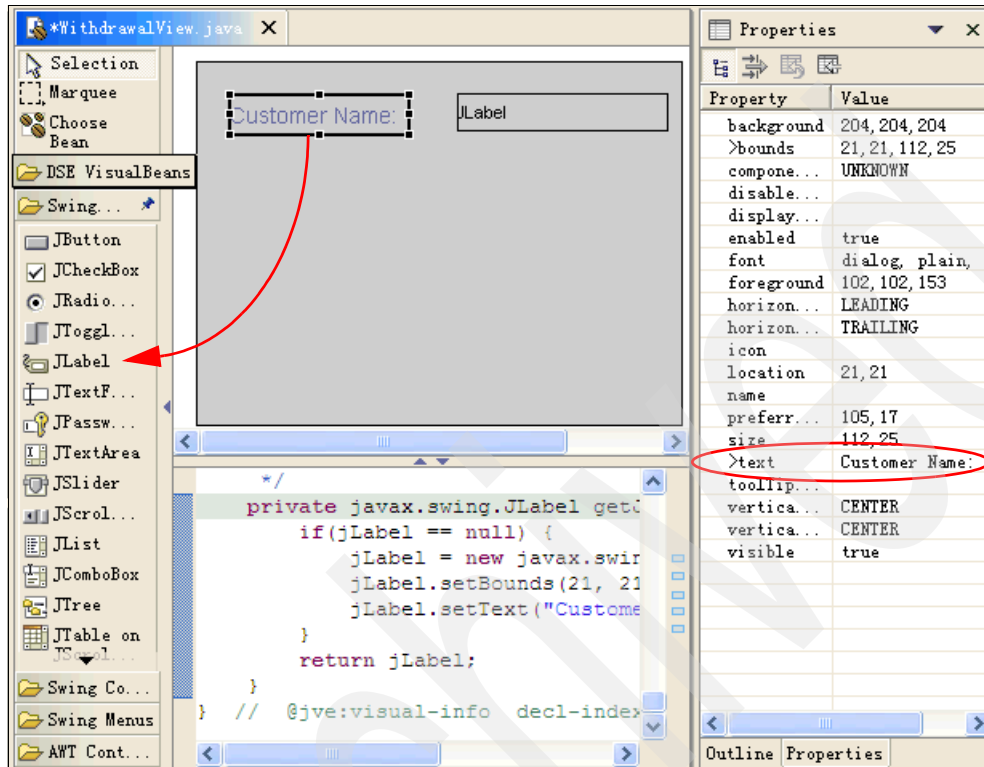 *WithdrawalView.java
Selection
Marquee
Choose
Bean
DSE VisualBeans
Swing...
JButton
JCheckBox
JRadio...
JToggl...
JLabel
JTextF...
JPassw...
JTextArea
JSlider
JScrol...
JList
JComboBox
JTree
JTable on
JScrol...
Swing Co...
Swing Menus
AWT Cont...
Customer Name:
JLabel
*/
private javax.swing.JLabel getJ
if(jLabel == null) {
jLabel = new javax.swin
jLabel.setBounds(21, 21
jLabel.setText("Custome
}
return jLabel;
}
} // @jve:visual-info decl-index
Properties
Property Value
background 204, 204, 204
>bounds 21, 21, 112, 25
compone... UNKNOWN
disable...
display...
enabled true
font dialog, plain,
foreground 102, 102, 153
horizon... LEADING
horizon... TRAILING
icon
location 21, 21
name
preferr... 105, 17
size 112, 25
>text Customer Name:
toollip...
vertica... CENTER
vertica... CENTER
visible true
Outline Properties